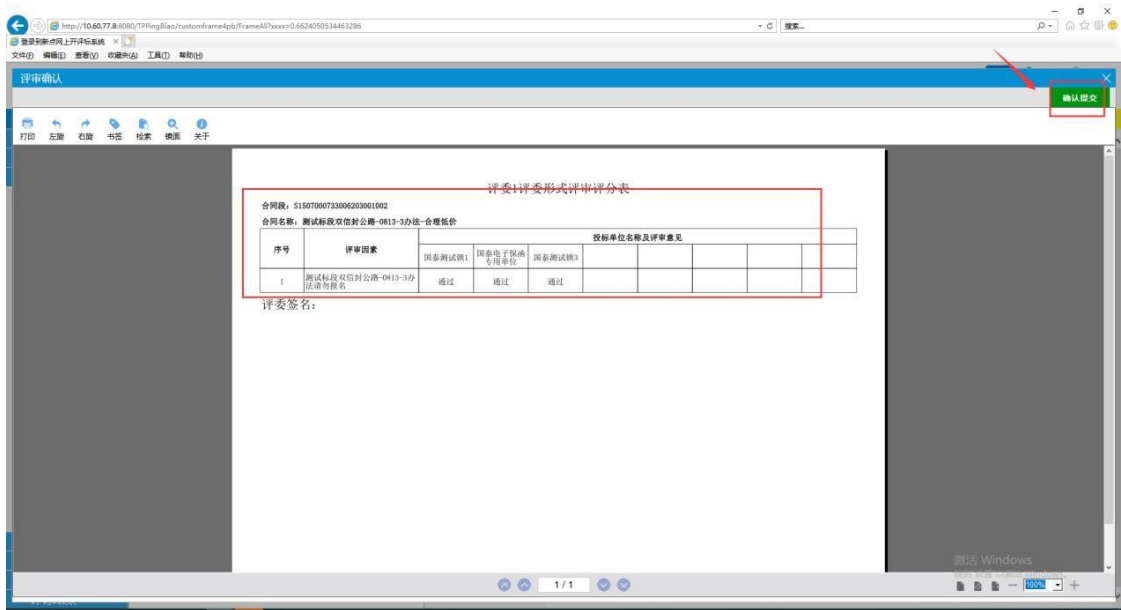 http://10.60.77.8:8080/TPPingBiao/customframe4pb/FrameAll?xxxx=0.6624050534463286
搜索...
登录到新点网上开评标系统
文件(F) 编辑(E) 查看(V) 收藏夹(A) 工具(T) 帮助(H)
评审确认
确认提交
打印 左旋 右旋 书签 检索 镜面 关于
评委1评委形式评审评分表
合同段：S1507000733006203001002
合同名称：测试标段双信封公路-0813-3办法-合理低价
序号 评审因素 投标单位名称及评审意见
国泰测试锁1 国泰电子保函专用单位 国泰测试锁3
1 测试标段双信封公路-0813-3办法请勿报名 通过 通过 通过
评委签名：
激活 Windows
1 / 1
100%